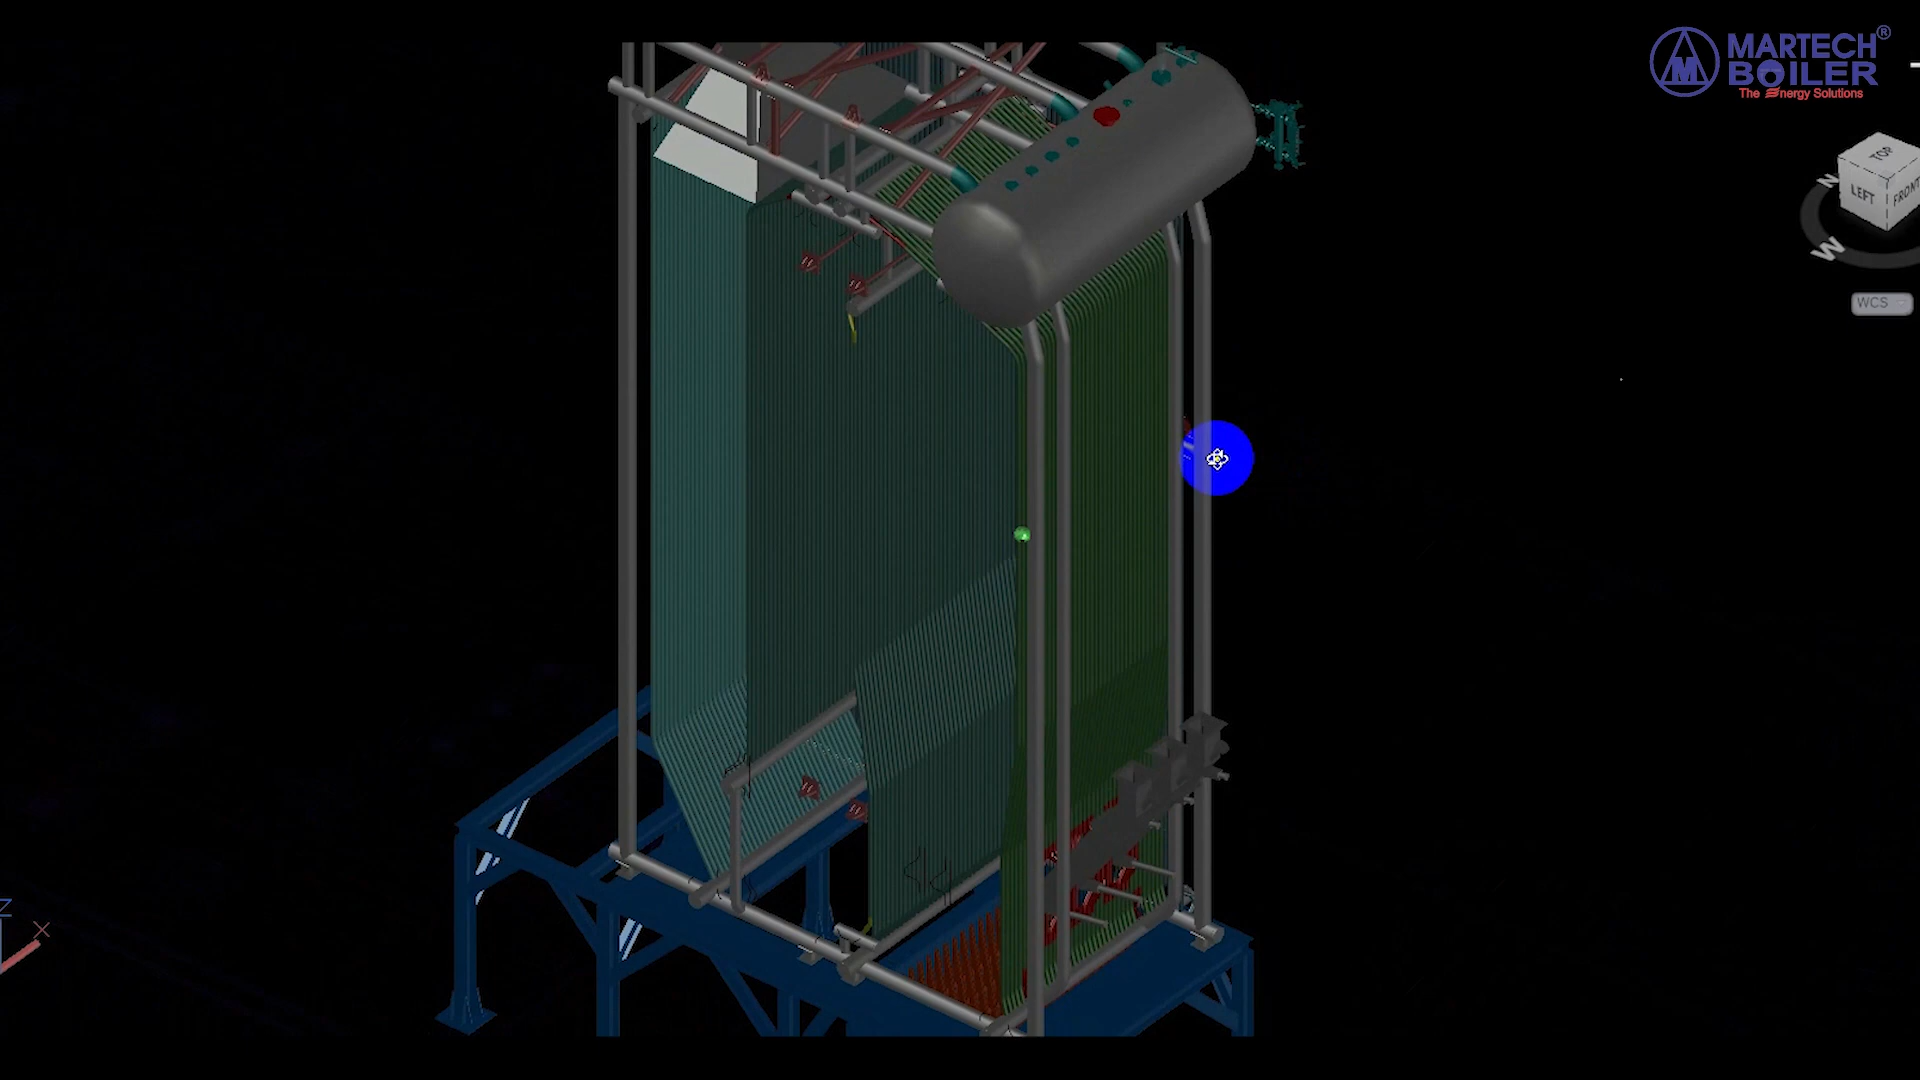 MARTECH®
BOILER
The Energy Solutions
TOP
LEFT
FRONT
N
W
WCS
Z
X